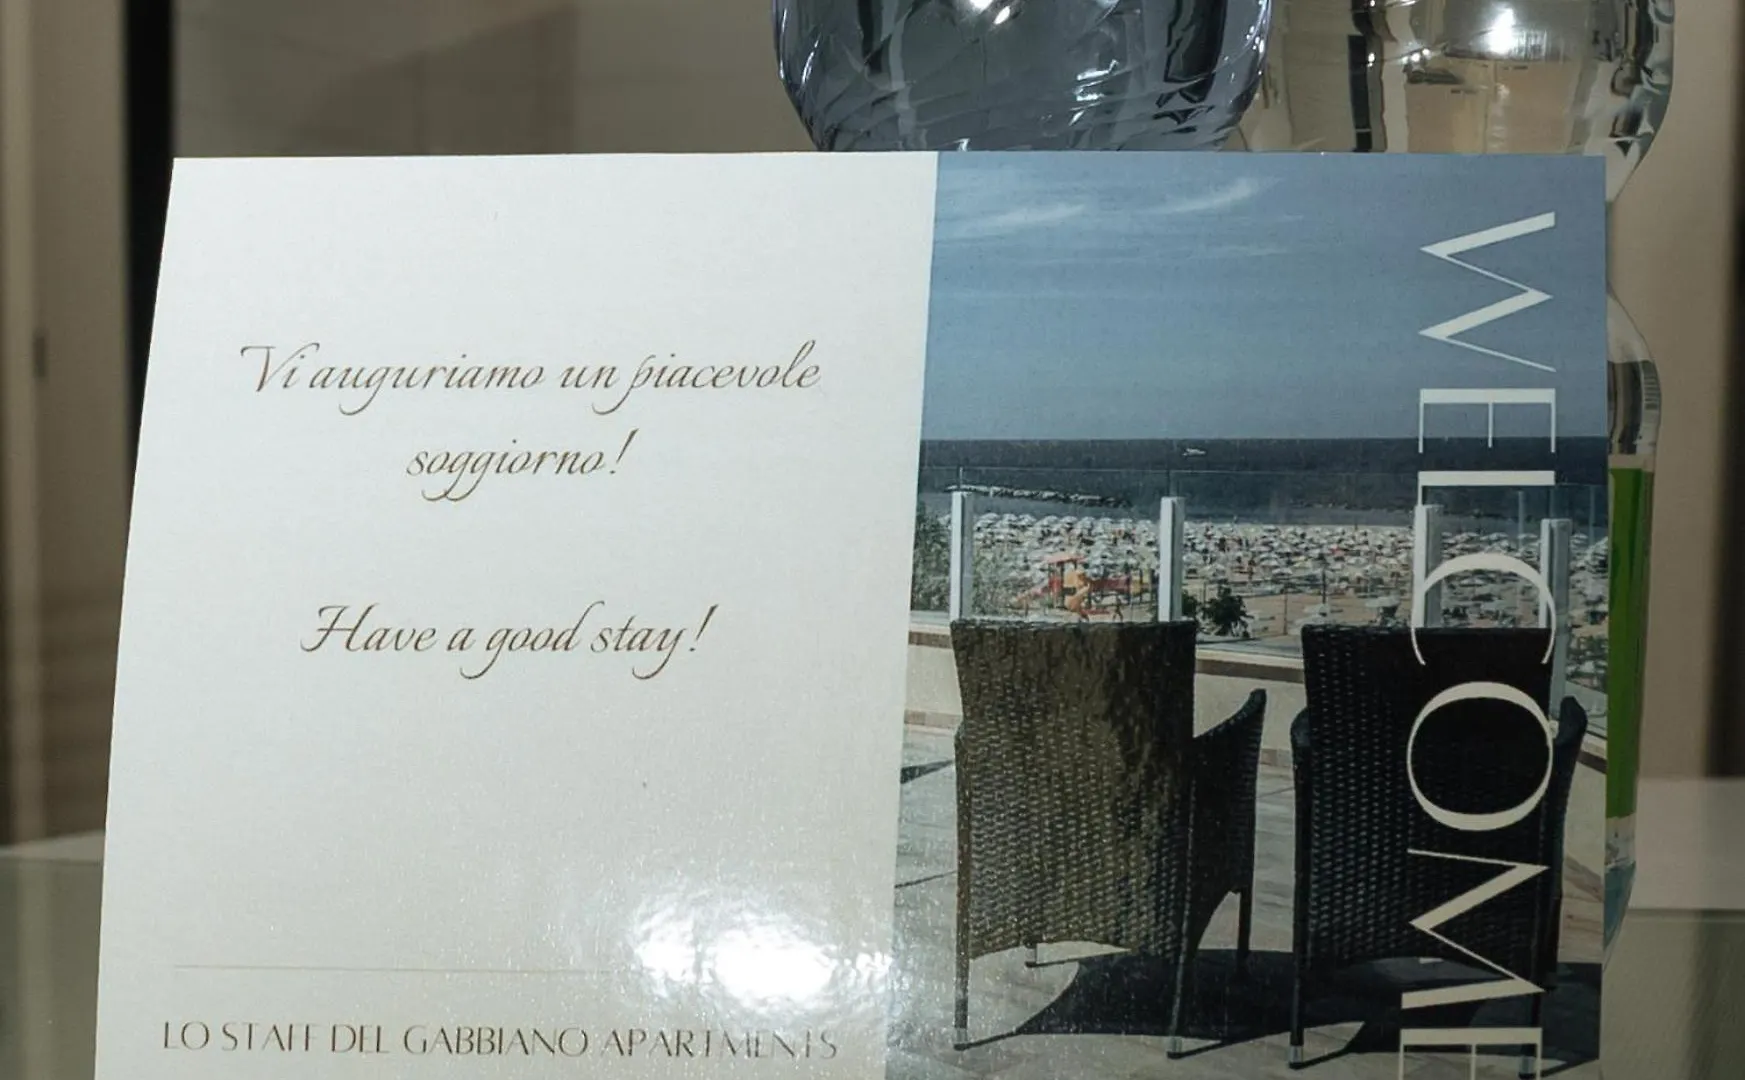 Vi auguriamo un piacevole
soggiorno!
Have a good stay!
LO STAFF DEL GABBIANO APARTMENTS
WELCOME